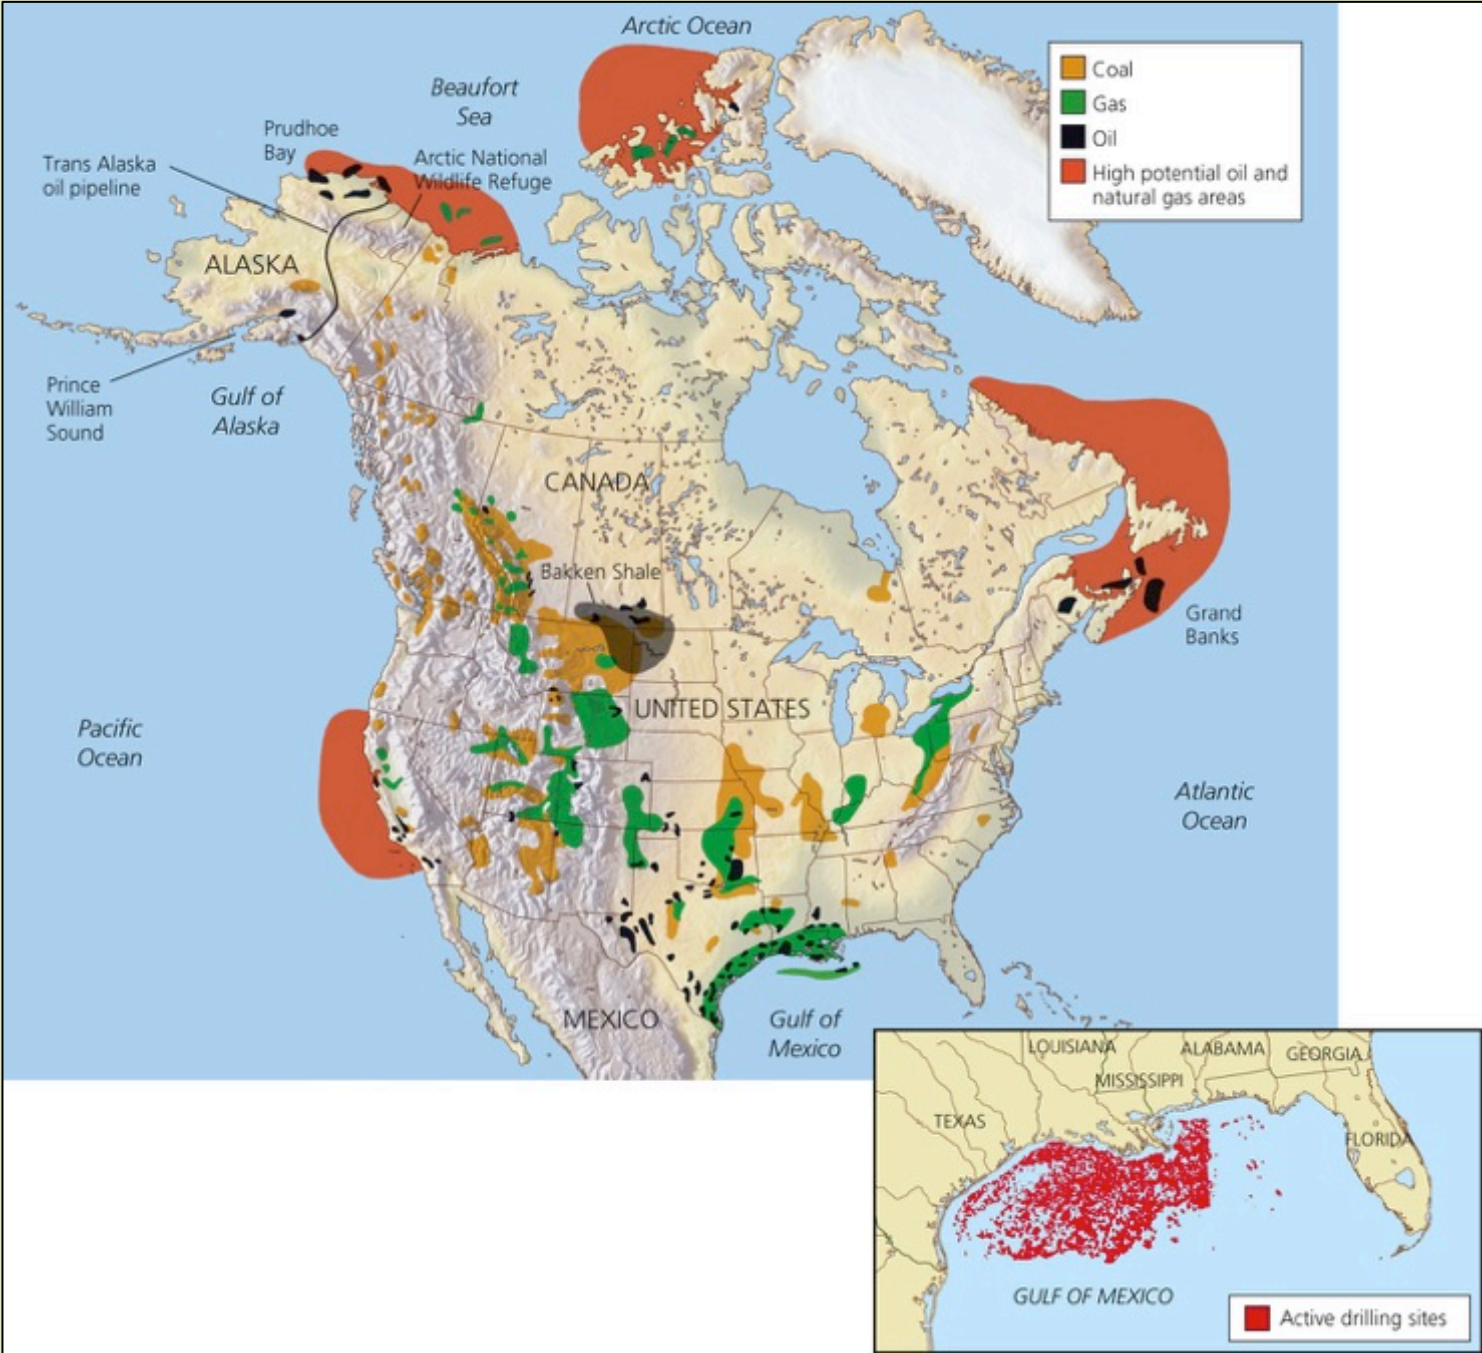 Arctic Ocean
Beaufort
Sea
Prudhoe
Bay
Trans Alaska
oil pipeline
Arctic National
Wildlife Refuge
ALASKA
Prince
William
Sound
Gulf of
Alaska
Coal
Gas
Oil
High potential oil and
natural gas areas
CANADA
Bakken Shale
Grand
Banks
UNITED STATES
Pacific
Ocean
Atlantic
Ocean
MEXICO
Gulf of
Mexico
LOUISIANA
ALABAMA
GEORGIA
MISSISSIPPI
TEXAS
FLORIDA
GULF OF MEXICO
Active drilling sites